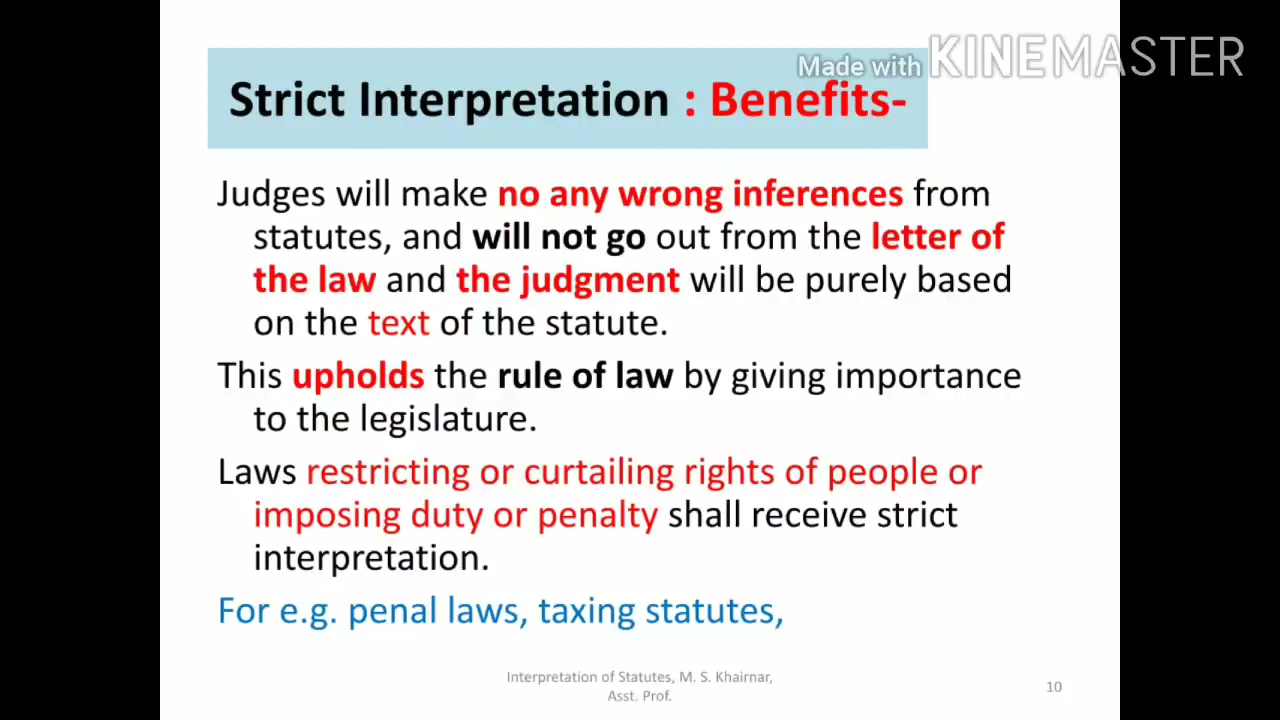 Made with KINEMASTER
Strict Interpretation : Benefits-
Judges will make no any wrong inferences from
statutes, and will not go out from the letter of
the law and the judgment will be purely based
on the text of the statute.
This upholds the rule of law by giving importance
to the legislature.
Laws restricting or curtailing rights of people or
imposing duty or penalty shall receive strict
interpretation.
For e.g. penal laws, taxing statutes,
Interpretation of Statutes, M. S. Khairnar,
Asst. Prof.
10